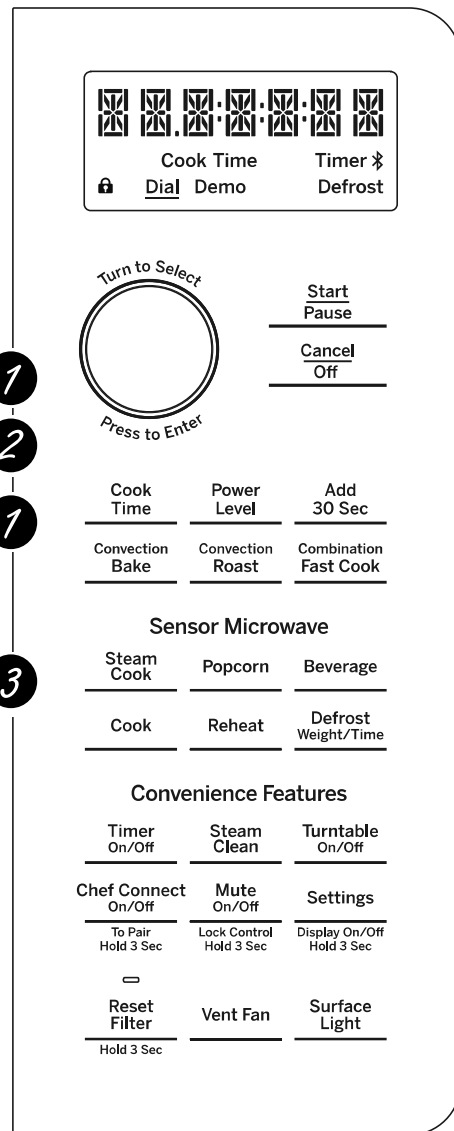 Cook Time Timer
Dial Demo Defrost
Turn to Select
Press to Enter
Start
Pause
Cancel
Off
1
2
1
Cook
Time
Power
Level
Add
30 Sec
Convection
Bake
Convection
Roast
Combination
Fast Cook
Sensor Microwave
3
Steam
Cook
Popcorn
Beverage
Cook
Reheat
Defrost
Weight/Time
Convenience Features
Timer
On/Off
Steam
Clean
Turntable
On/Off
Chef Connect
On/Off
To Pair
Hold 3 Sec
Mute
On/Off
Lock Control
Hold 3 Sec
Settings
Display On/Off
Hold 3 Sec
Reset
Filter
Hold 3 Sec
Vent Fan
Surface
Light